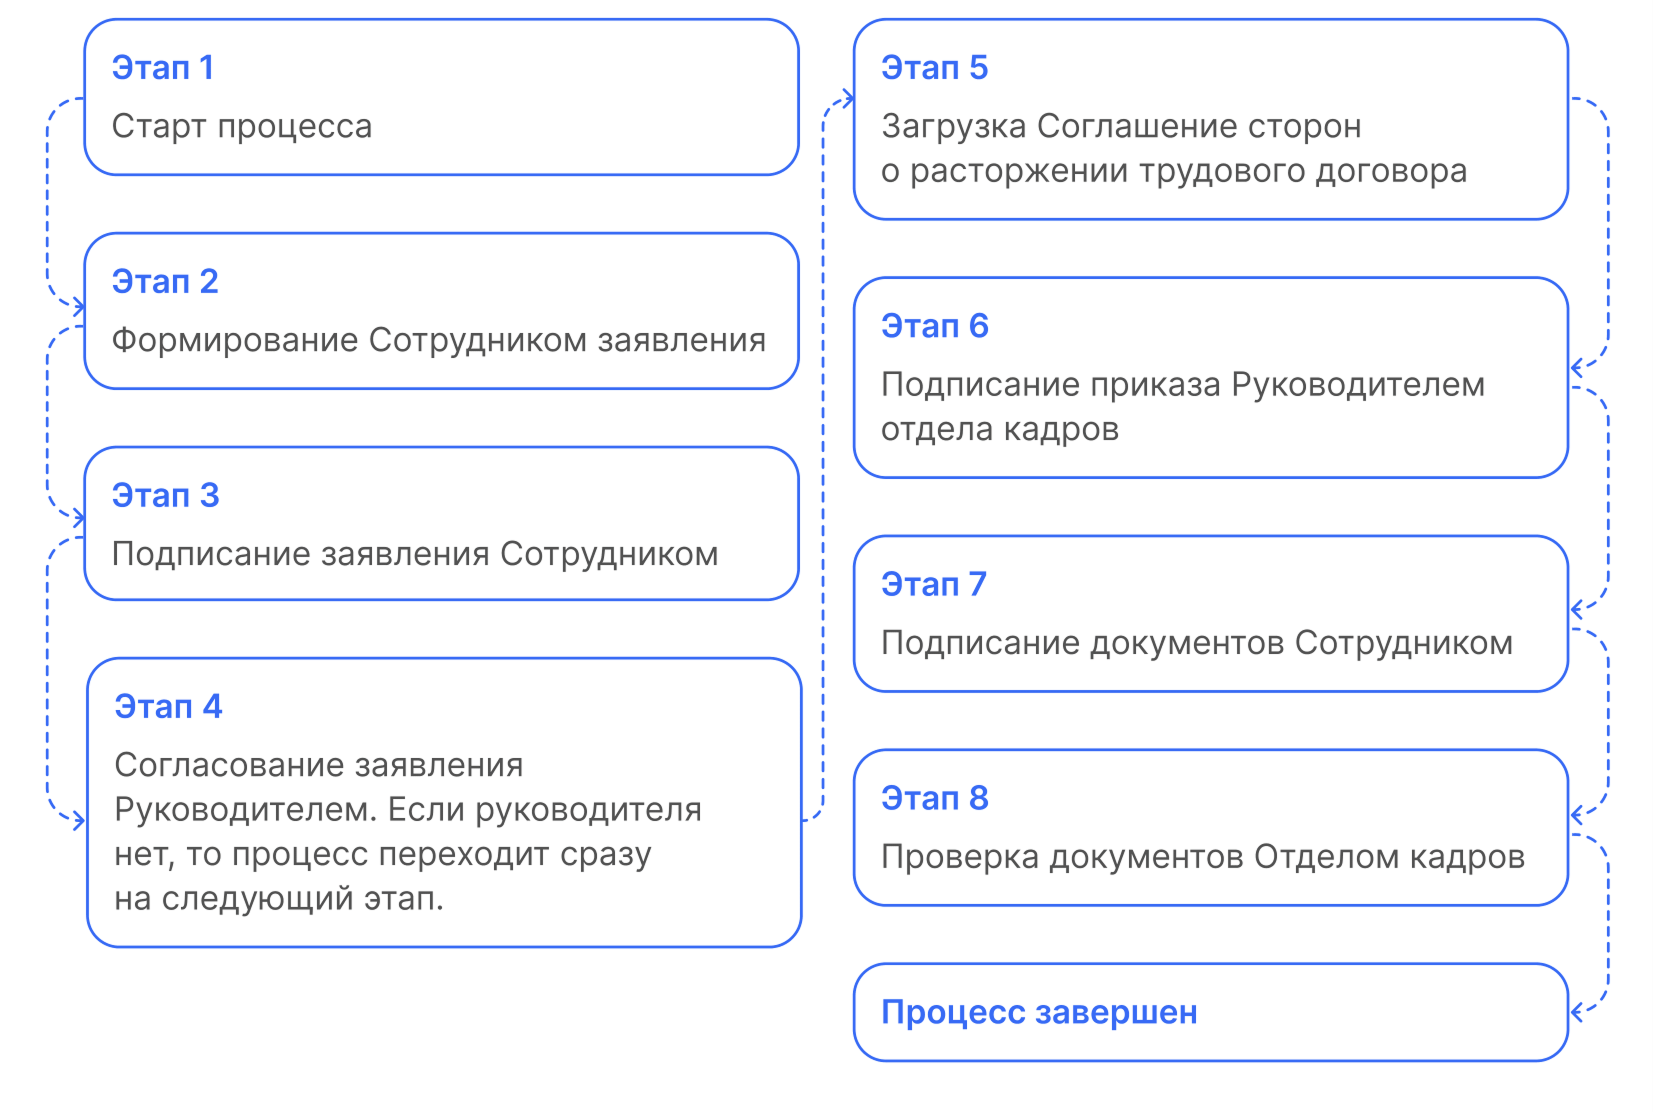 Этап 1
Старт процесса
Этап 2
Формирование Сотрудником заявления
Этап 3
Подписание заявления Сотрудником
Этап 4
Согласование заявления
Руководителем. Если руководителя
нет, то процесс переходит сразу
на следующий этап.
Этап 5
Загрузка Соглашение сторон
о расторжении трудового договора
Этап 6
Подписание приказа Руководителем
отдела кадров
Этап 7
Подписание документов Сотрудником
Этап 8
Проверка документов Отделом кадров
Процесс завершен